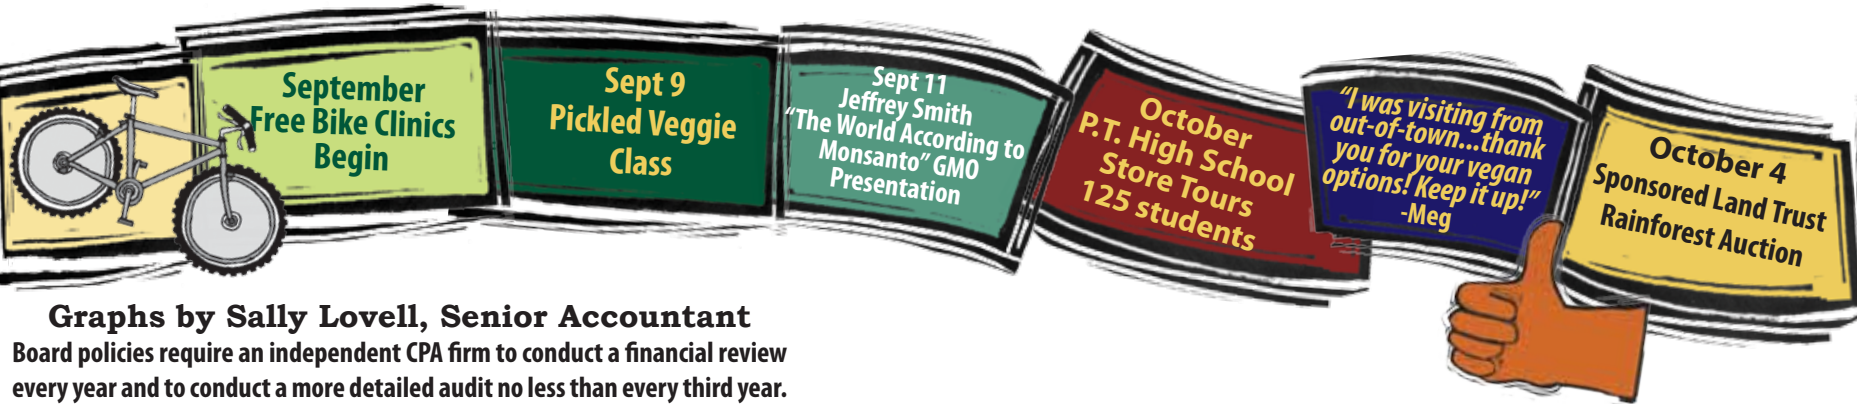 September
Free Bike Clinics
Begin
Sept 9
Pickled Veggie
Class
Sept 11
Jeffrey Smith
“The World According to
Monsanto” GMO
Presentation
October
P.T. High School
Store Tours
125 students
“I was visiting from
out-of-town...thank
you for your vegan
options! Keep it up!”
-Meg
October 4
Sponsored Land Trust
Rainforest Auction
Graphs by Sally Lovell, Senior Accountant
Board policies require an independent CPA firm to conduct a financial review
every year and to conduct a more detailed audit no less than every third year.